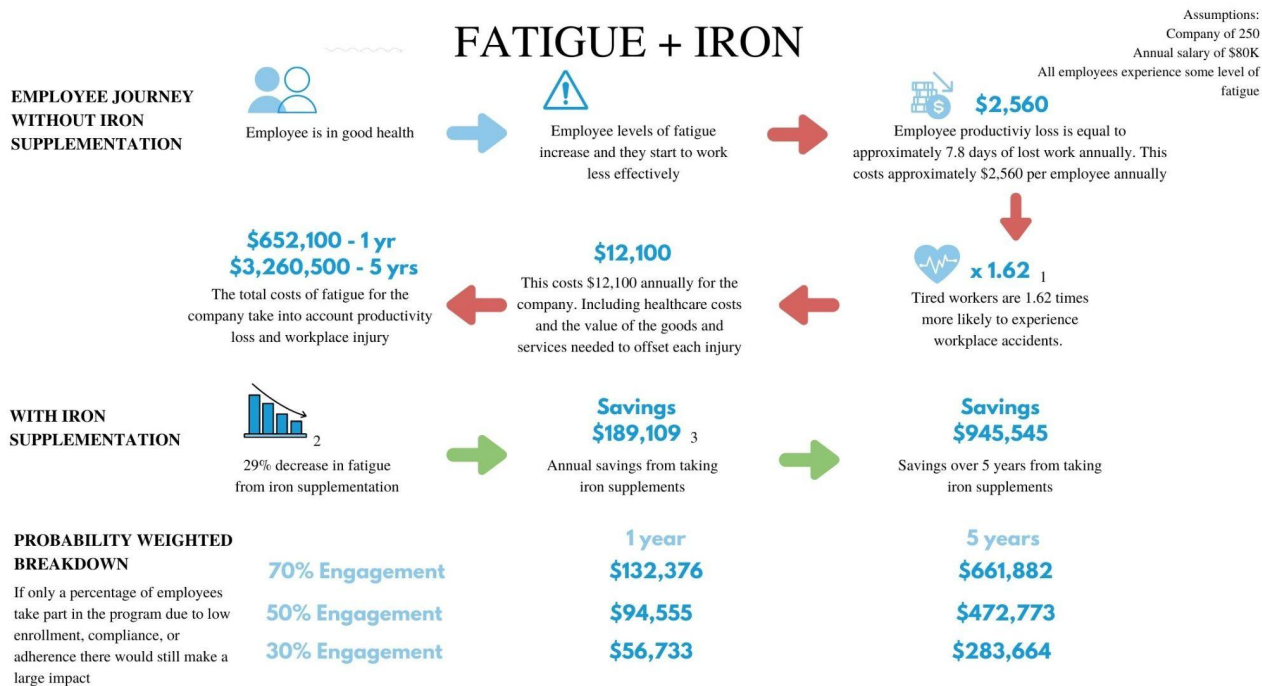 FATIGUE + IRON
Assumptions:
Company of 250
Annual salary of $80K
All employees experience some level of
fatigue
EMPLOYEE JOURNEY
WITHOUT IRON
SUPPLEMENTATION
Employee is in good health
Employee levels of fatigue
increase and they start to work
less effectively
$2,560
Employee productiviy loss is equal to
approximately 7.8 days of lost work annually. This
costs approximately $2,560 per employee annually
x 1.62 1
Tired workers are 1.62 times
more likely to experience
workplace accidents.
$12,100
This costs $12,100 annually for the
company. Including healthcare costs
and the value of the goods and
services needed to offset each injury
$652,100 - 1 yr
$3,260,500 - 5 yrs
The total costs of fatigue for the
company take into account productivity
loss and workplace injury
WITH IRON
SUPPLEMENTATION
2
29% decrease in fatigue
from iron supplementation
Savings
$189,109 3
Annual savings from taking
iron supplements
Savings
$945,545
Savings over 5 years from taking
iron supplements
PROBABILITY WEIGHTED
BREAKDOWN
If only a percentage of employees
take part in the program due to low
enrollment, compliance, or
adherence there would still make a
large impact
1 year
5 years
70% Engagement
$132,376
$661,882
50% Engagement
$94,555
$472,773
30% Engagement
$56,733
$283,664